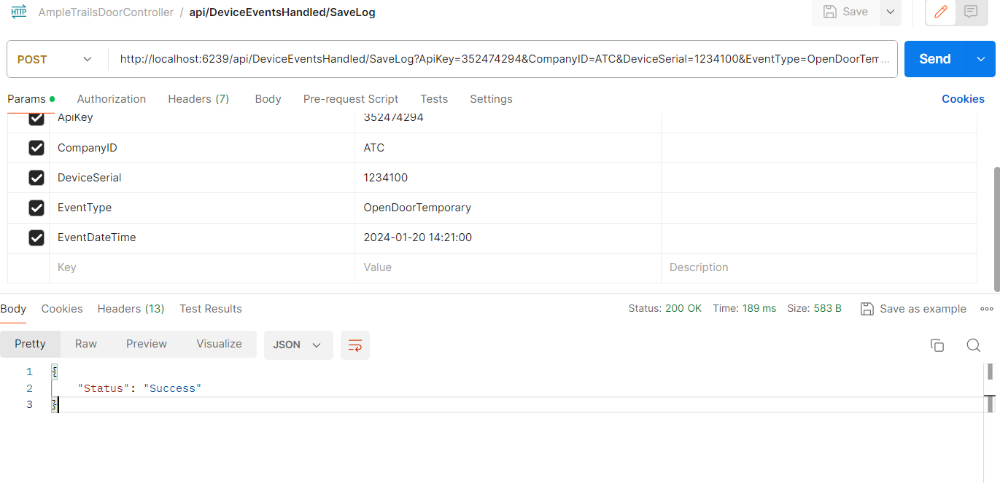 HTTP AmpleTrailsDoorController / api/DeviceEventsHandled/SaveLog Save
POST http://localhost:6239/api/DeviceEventsHandled/SaveLog?ApiKey=352474294&CompanyID=ATC&DeviceSerial=1234100&EventType=OpenDoorTem... Send
Params Authorization Headers (7) Body Pre-request Script Tests Settings Cookies
ApiKey 352474294
CompanyID ATC
DeviceSerial 1234100
EventType OpenDoorTemporary
EventDateTime 2024-01-20 14:21:00
Key Value Description
Body Cookies Headers (13) Test Results Status: 200 OK Time: 189 ms Size: 583 B Save as example
Pretty Raw Preview Visualize JSON
1 {
2 "Status": "Success"
3 }